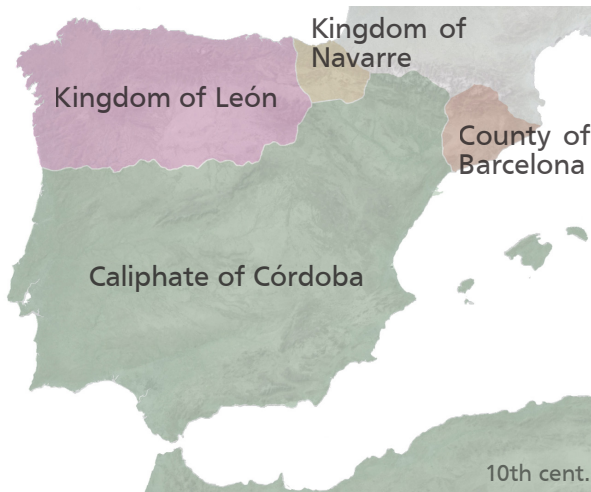 Kingdom of
Navarre
Kingdom of León
County of
Barcelona
Caliphate of Córdoba
10th cent.